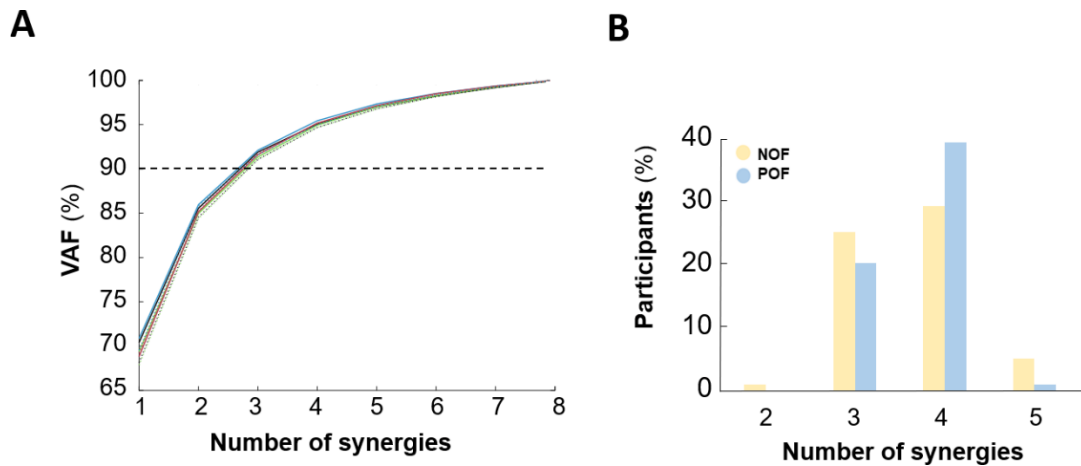 A
VAF (%)
100
95
90
85
80
75
70
65
1 2 3 4 5 6 7 8
Number of synergies
B
Participants (%)
40
30
20
10
0
NOF
POF
2 3 4 5
Number of synergies